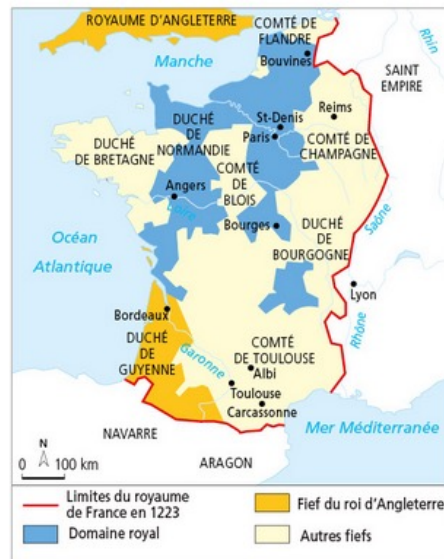 ROYAUME D'ANGLETERRE
COMTÉ DE
FLANDRE
Bouvines
Rhin
Manche
SAINT
EMPIRE
Reims
St-Denis
Paris
DUCHÉ
DE
NORMANDIE
DUCHÉ
DE BRETAGNE
COMTÉ DE
CHAMPAGNE
COMTÉ
DE
BLOIS
Angers
Loire
Bourges
DUCHÉ
DE
BOURGOGNE
Saône
Océan
Atlantique
Lyon
Rhône
Bordeaux
DUCHÉ
DE
GUYENNE
Garonne
COMTÉ
DE TOULOUSE
Albi
Toulouse
Carcassonne
Mer Méditerranée
NAVARRE
ARAGON
N
0 100 km
Limites du royaume
de France en 1223
Fief du roi d'Angleterre
Domaine royal
Autres fiefs